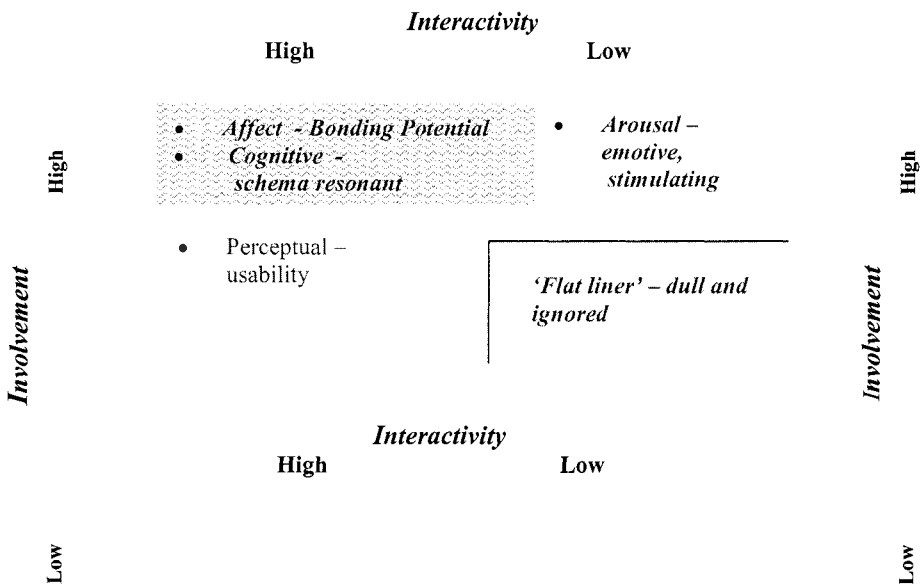 Interactivity
High Low
• Affect - Bonding Potential
• Cognitive -
schema resonant
• Arousal –
emotive,
stimulating
High
High
• Perceptual –
usability
'Flat liner' – dull and
ignored
Involvement
Involvement
Interactivity
High Low
Low
Low